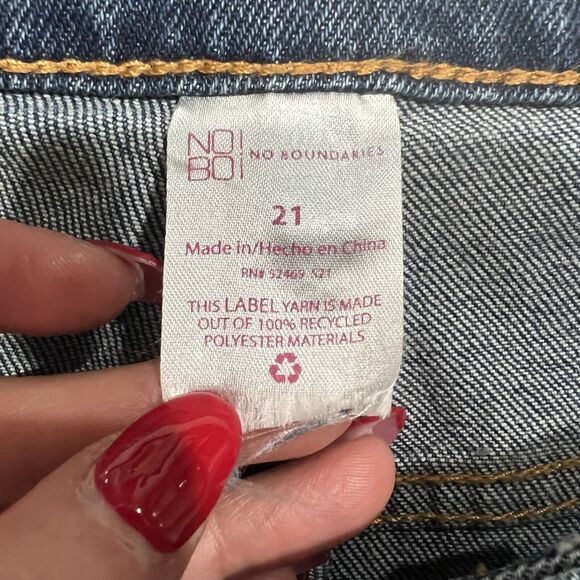 NO!
BO!
NO BOUNDARIES
21
Made in/Hecho en China
RN# 52469 S21
THIS LABEL YARN IS MADE
OUT OF 100% RECYCLED
POLYESTER MATERIALS